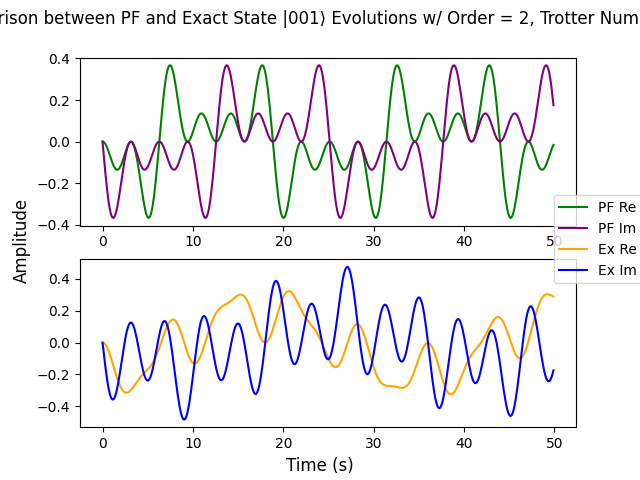 rison between PF and Exact State |001⟩ Evolutions w/ Order = 2, Trotter Num
0.4
0.2
0.0
−0.2
−0.4
0 10 20 30 40 50
PF Re
PF Im
Ex Re
Ex Im
Amplitude
0.4
0.2
0.0
−0.2
−0.4
0 10 20 30 40 50
Time (s)